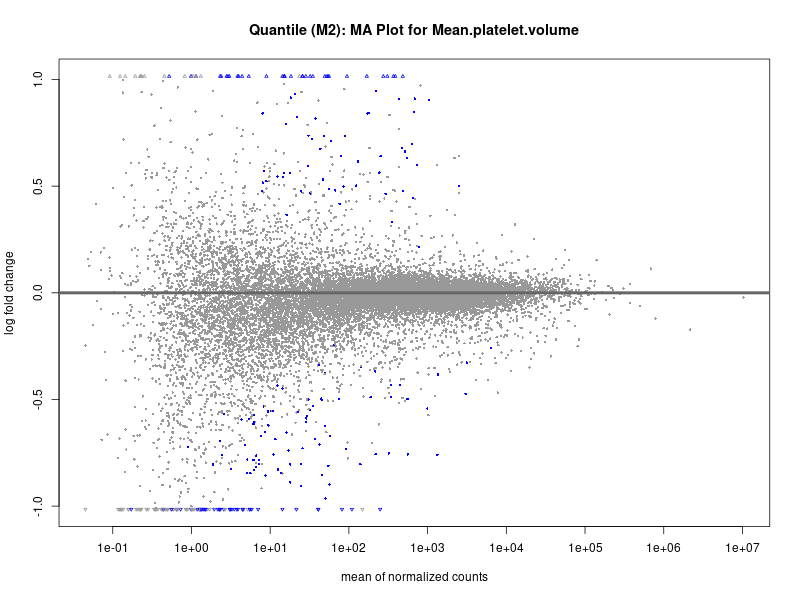 Quantile (M2): MA Plot for Mean.platelet.volume
log fold change
1.0
0.5
0.0
-0.5
-1.0
1e-01 1e+00 1e+01 1e+02 1e+03 1e+04 1e+05 1e+06 1e+07
mean of normalized counts